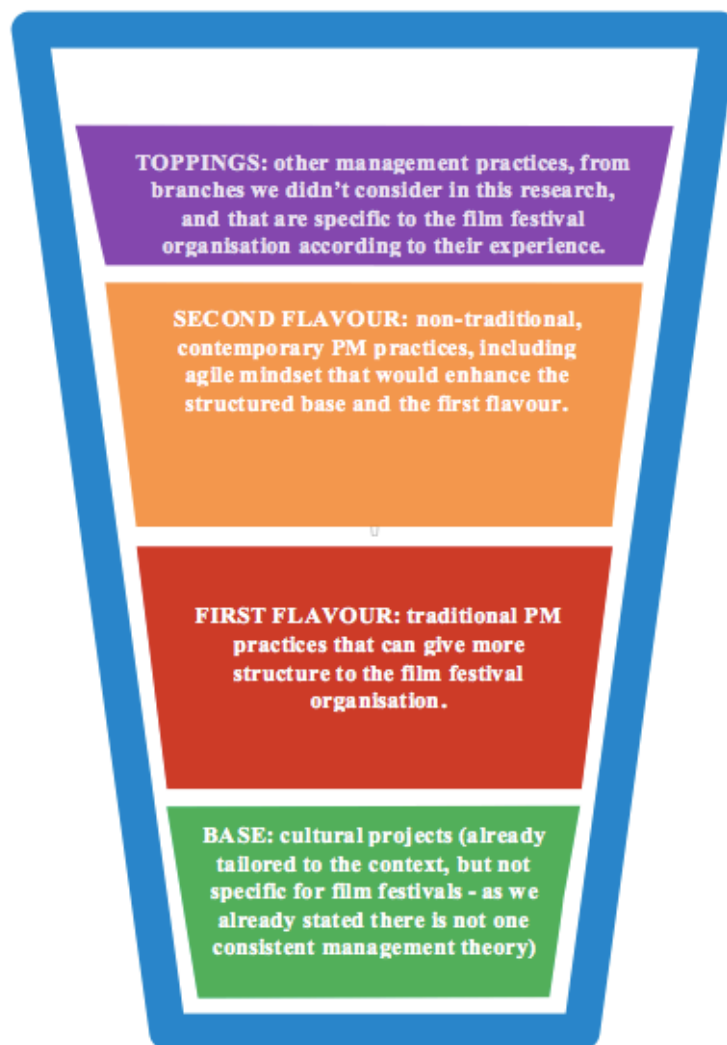 TOPPINGS: other management practices, from
branches we didn't consider in this research,
and that are specific to the film festival
organisation according to their experience.
SECOND FLAVOUR: non-traditional,
contemporary PM practices, including
agile mindset that would enhance the
structured base and the first flavour.
FIRST FLAVOUR: traditional PM
practices that can give more
structure to the film festival
organisation.
BASE: cultural projects (already
tailored to the context, but not
specific for film festivals - as we
already stated there is not one
consistent management theory)